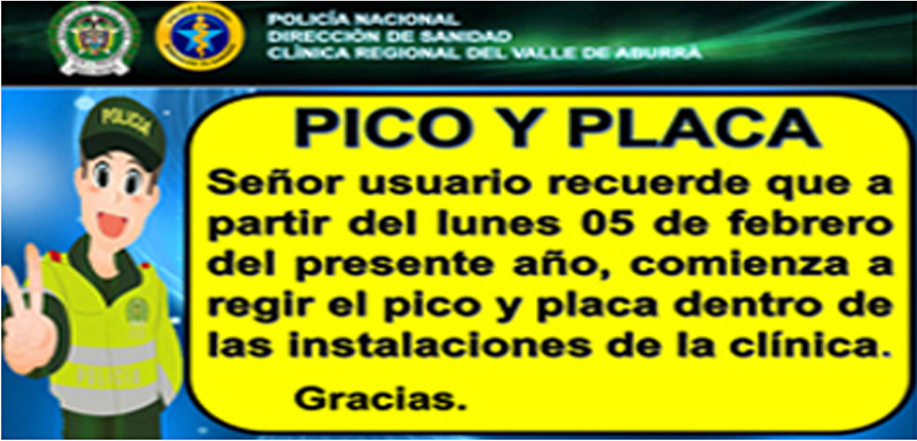 POLICÍA NACIONAL
DIRECCIÓN DE SANIDAD
CLÍNICA REGIONAL DEL VALLE DE ABURRÁ
POLICIA
PICO Y PLACA
Señor usuario recuerde que a
partir del lunes 05 de febrero
del presente año, comienza a
regir el pico y placa dentro de
las instalaciones de la clínica.
Gracias.
POLICIA